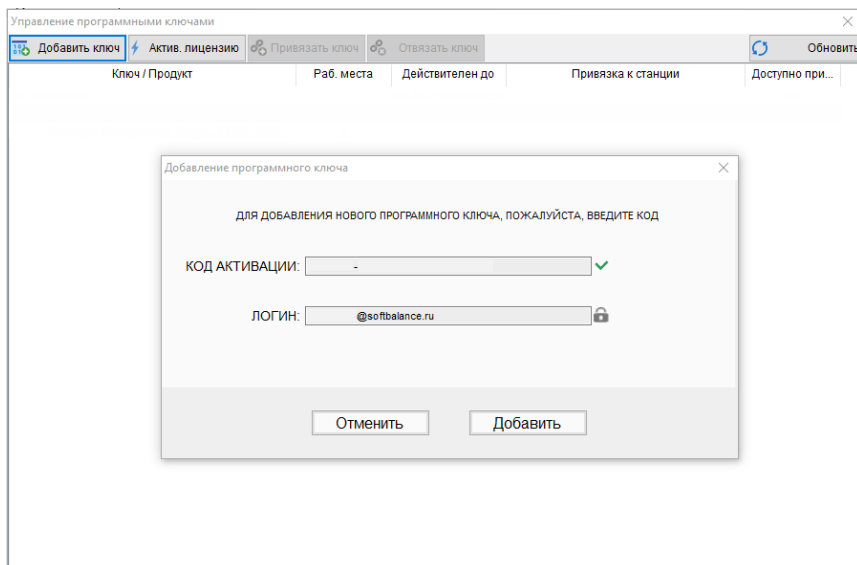 Управление программными ключами
Добавить ключ Актив. лицензию Привязать ключ Отвязать ключ Обновить
Ключ / Продукт Раб. места Действителен до Привязка к станции Доступно при...
Добавление программного ключа
ДЛЯ ДОБАВЛЕНИЯ НОВОГО ПРОГРАММНОГО КЛЮЧА, ПОЖАЛУЙСТА, ВВЕДИТЕ КОД
КОД АКТИВАЦИИ: -
ЛОГИН: @softbalance.ru
Отменить Добавить